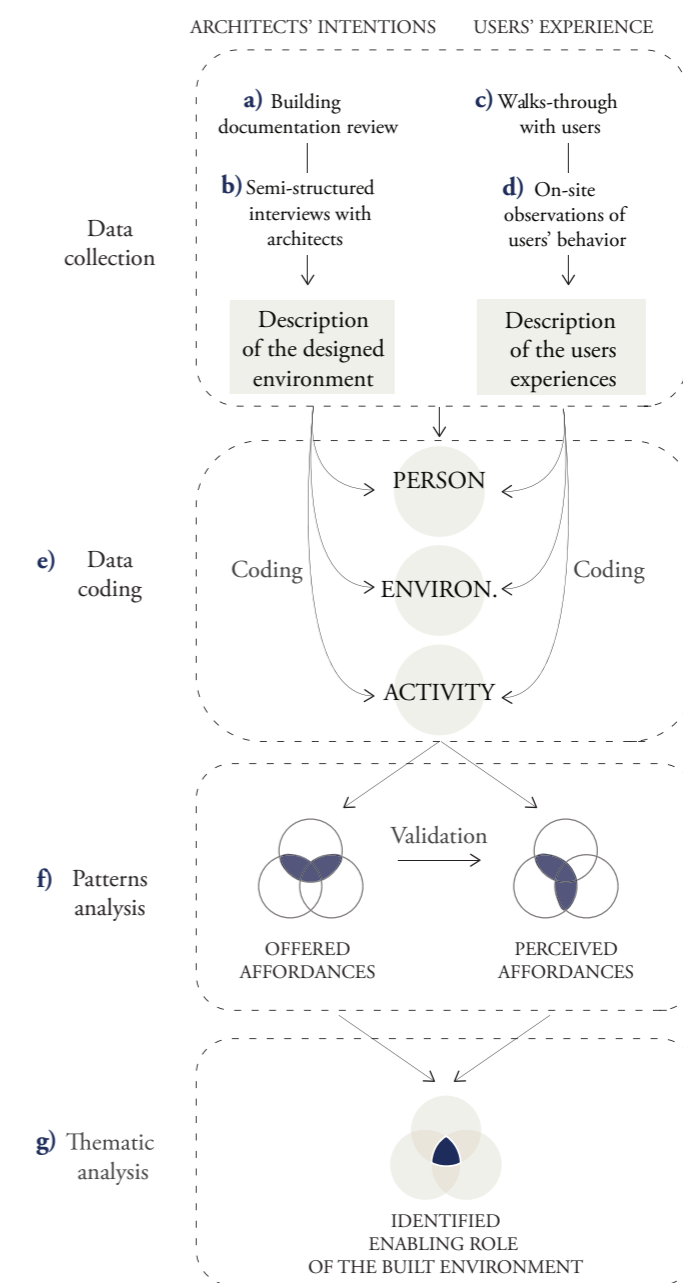 ARCHITECTS’ INTENTIONS
USERS’ EXPERIENCE
Data
collection
a) Building
documentation review
b) Semi-structured
interviews with
architects
Description
of the designed
environment
c) Walks-through
with users
d) On-site
observations of
users’ behavior
Description
of the users
experiences
e) Data
coding
Coding
PERSON
ENVIRON.
ACTIVITY
Coding
f) Patterns
analysis
Validation
OFFERED
AFFORDANCES
PERCEIVED
AFFORDANCES
g) Thematic
analysis
IDENTIFIED
ENABLING ROLE
OF THE BUILT ENVIRONMENT